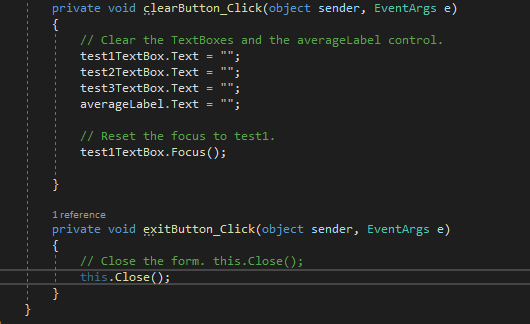 private void clearButton_Click(object sender, EventArgs e)
{
// Clear the TextBoxes and the averageLabel control.
test1TextBox.Text = "";
test2TextBox.Text = "";
test3TextBox.Text = "";
averageLabel.Text = "";
// Reset the focus to test1.
test1TextBox.Focus();
}
1 reference
private void exitButton_Click(object sender, EventArgs e)
{
// Close the form. this.Close();
this.Close();
}
}